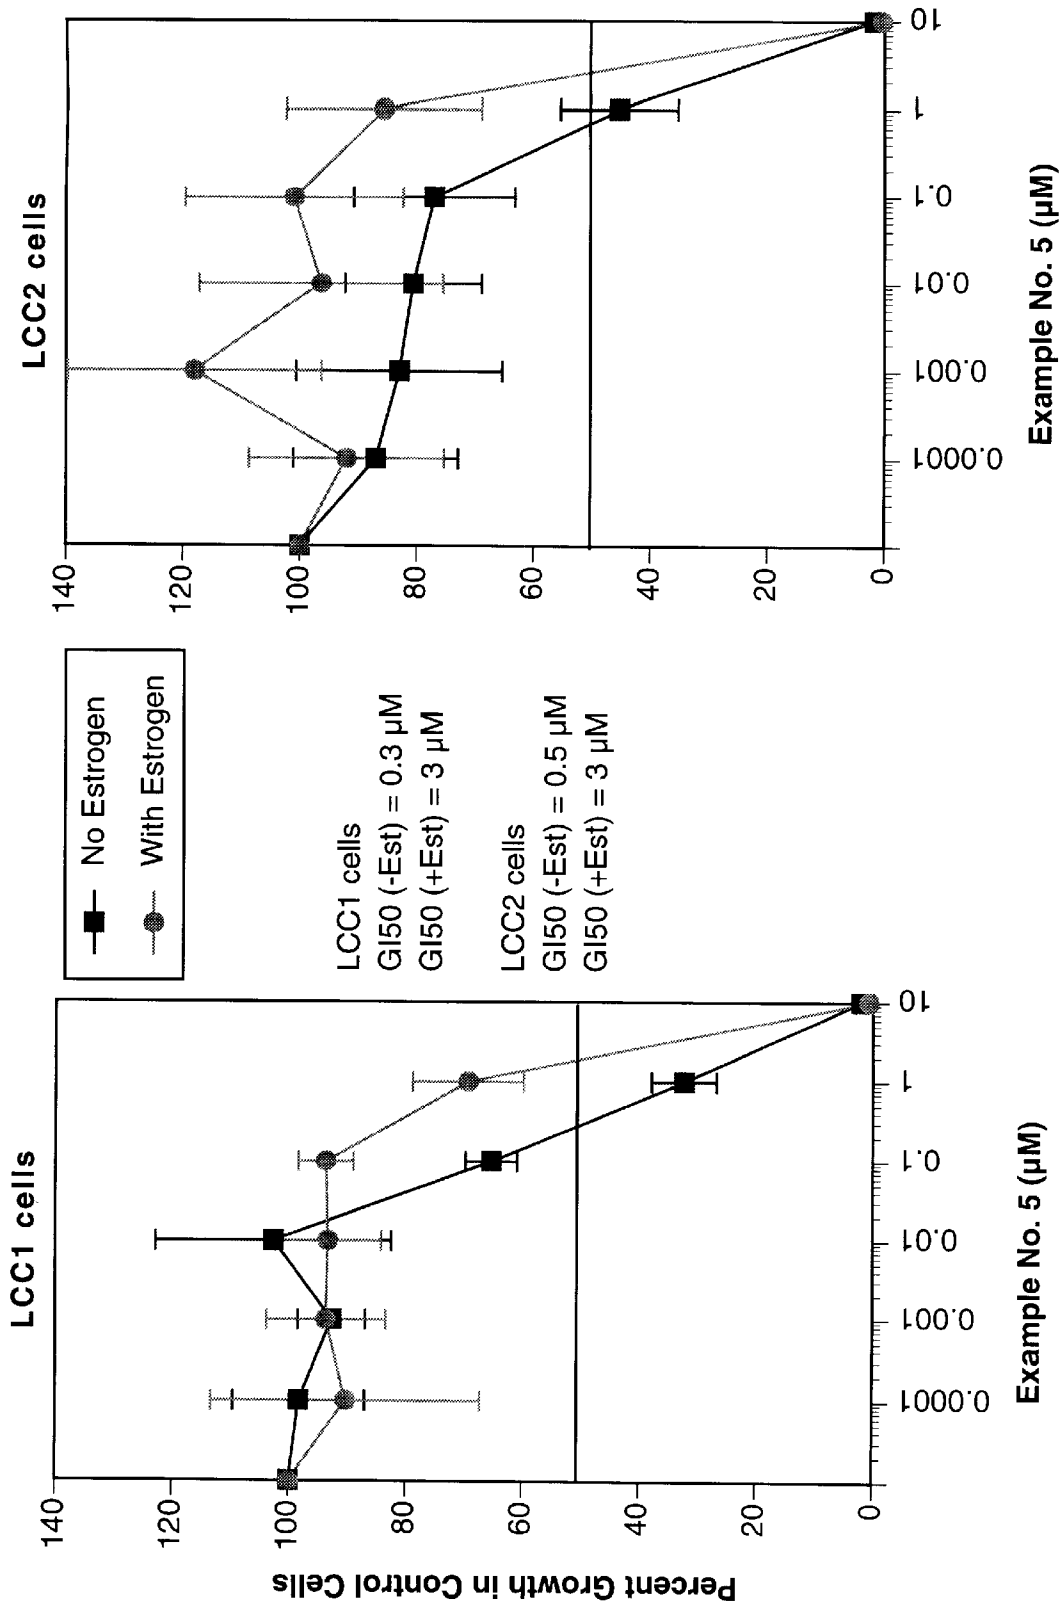 LCC1 cells
Percent Growth in Control Cells
140
120
100
80
60
40
20
0
0.0001
0.001
0.01
0.1
1
10
Example No. 5 (µM)
No Estrogen
With Estrogen
LCC1 cells
GI50 (-Est) = 0.3 µM
GI50 (+Est) = 3 µM
LCC2 cells
GI50 (-Est) = 0.5 µM
GI50 (+Est) = 3 µM
LCC2 cells
140
120
100
80
60
40
20
0
0.0001
0.001
0.01
0.1
1
10
Example No. 5 (µM)